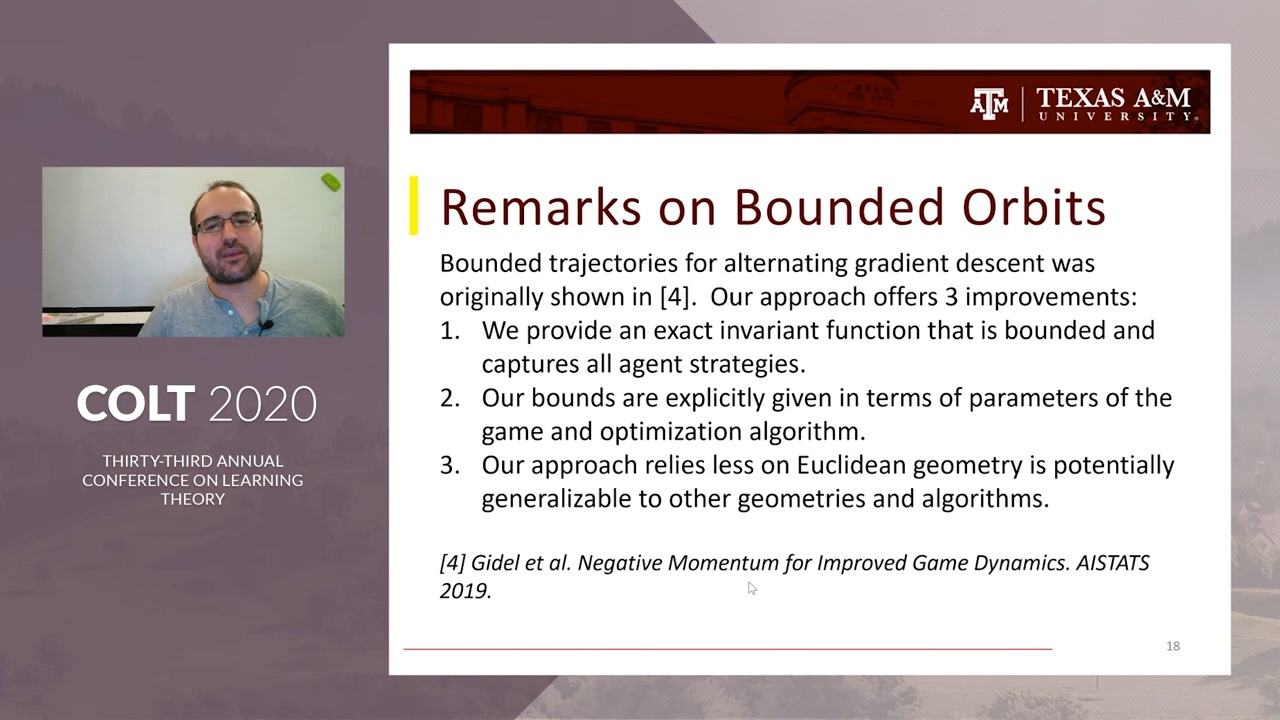 TEXAS A&M
UNIVERSITY
Remarks on Bounded Orbits
Bounded trajectories for alternating gradient descent was
originally shown in [4]. Our approach offers 3 improvements:
1. We provide an exact invariant function that is bounded and
captures all agent strategies.
2. Our bounds are explicitly given in terms of parameters of the
game and optimization algorithm.
3. Our approach relies less on Euclidean geometry is potentially
generalizable to other geometries and algorithms.
[4] Gidel et al. Negative Momentum for Improved Game Dynamics. AISTATS
2019.
18
COLT 2020
THIRTY-THIRD ANNUAL
CONFERENCE ON LEARNING
THEORY
ATM